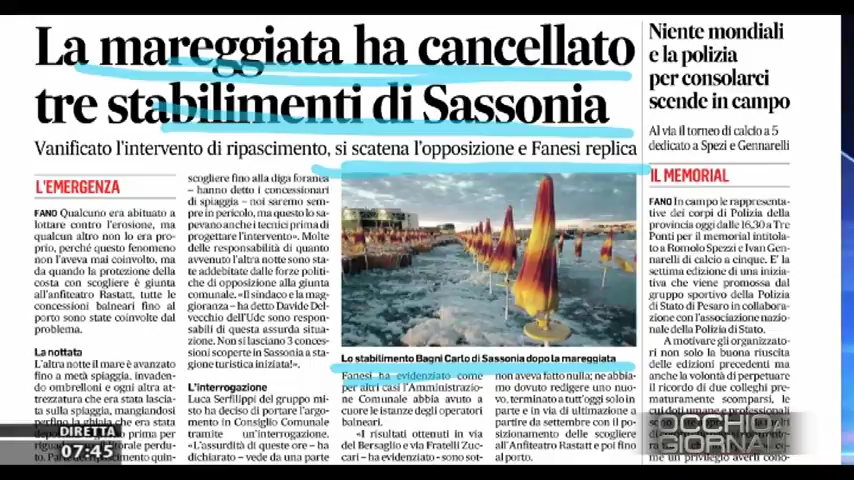 La mareggiata ha cancellato
tre stabilimenti di Sassonia
Vanificato l'intervento di ripascimento, si scatena l'opposizione e Fanesi replica
L'EMERGENZA
FANO Qualcuno era abituato a
lottare contro l'erosione, ma
qualcun altro non lo era pro-
prio, perché questo fenomeno
non l'aveva mai coinvolto, ma
da quando la protezione della
costa con scogliere è giunta
all'anfiteatro Rastatt, tutte le
concessioni balneari fino al
porto sono state coinvolte dal
problema.
La nottata
L'altra notte il mare è avanzato
fino a metà spiaggia, invaden-
do ombrelloni e ogni altra at-
trezzatura che era stata lascia-
ta sulla spiaggia, mangiandosi
scogliere fino alla diga foranea
– hanno detto i concessionari
di spiaggia – noi saremo sem-
pre in pericolo, ma questo lo sa-
pevano anche i tecnici prima di
progettare l'intervento». Molte
delle responsabilità di quanto
avvenuto l'altra notte sono sta-
te addebitate dalle forze politi-
che di opposizione alla giunta
comunale. «Il sindaco e la mag-
gioranza – ha detto Davide Del-
vecchio dell'Udc sono respon-
sabili di questa assurda situa-
zione. Non si lasciano 3 conces-
sioni scoperte in Sassonia a sta-
gione turistica iniziata!».
L'interrogazione
Luca Serfilippi del gruppo mi-
sto ha deciso di portare l'argo-
mento in Consiglio Comunale
tramite un'interrogazione.
«L'assurdità di queste ore – ha
dichiarato – vede da una parte
Lo stabilimento Bagni Carlo di Sassonia dopo la mareggiata
Fanesi ha evidenziato come
per altri casi l'Amministrazio-
ne Comunale abbia avuto a
cuore le istanze degli operatori
balneari.
«I risultati ottenuti in via
del Bersaglio e via Fratelli Zuc-
cari – ha evidenziato - sono sot-
non aveva fatto nulla; ne abbia-
mo dovuto redigere uno nuo-
vo, terminato a tutt'oggi solo in
parte e in via di ultimazione a
partire da settembre con il po-
sizionamento delle scogliere
all'Anfiteatro Rastatt e poi fino
al porto.
Niente mondiali
e la polizia
per consolarci
scende in campo
Al via il torneo di calcio a 5
dedicato a Spezi e Gennarelli
IL MEMORIAL
FANO In campo le rappresenta-
tive dei corpi di Polizia della
provincia oggi dalle 16,30 a Tre
Ponti per il memorial intitola-
to a Romolo Spezi e Ivan Gen-
narelli di calcio a cinque. E' la
settima edizione di una inizia-
tiva che viene promossa dal
gruppo sportivo della Polizia
di Stato di Pesaro in collabora-
zione con l'associazione nazio-
nale della Polizia di Stato.
A motivare gli organizzato-
ri non solo la buona riuscita
delle edizioni precedenti ma
anche la volontà di perpettuare
il ricordo di due colleghi pre-
maturamente scomparsi, le
DIRETTA
07:45
OCCHIO
GIORNALI